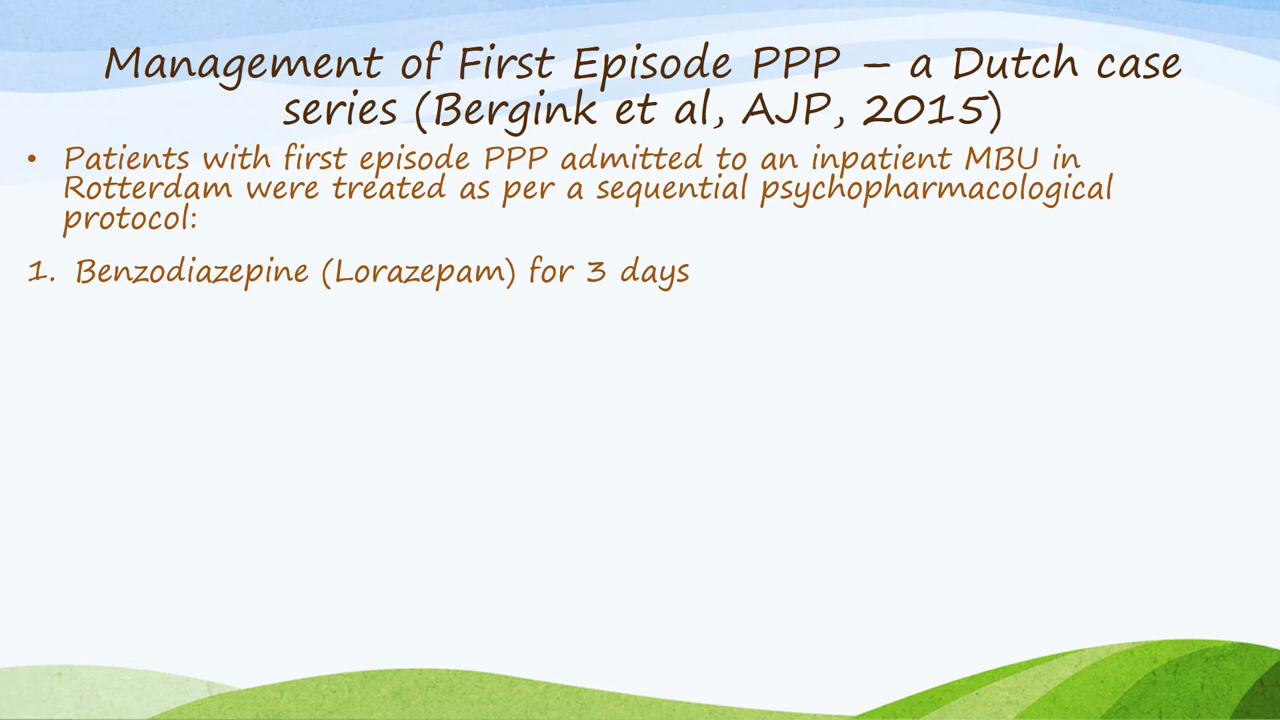 Management of First Episode PPP – a Dutch case
series (Bergink et al, AJP, 2015)
• Patients with first episode PPP admitted to an inpatient MBU in
Rotterdam were treated as per a sequential psychopharmacological
protocol:
1. Benzodiazepine (Lorazepam) for 3 days